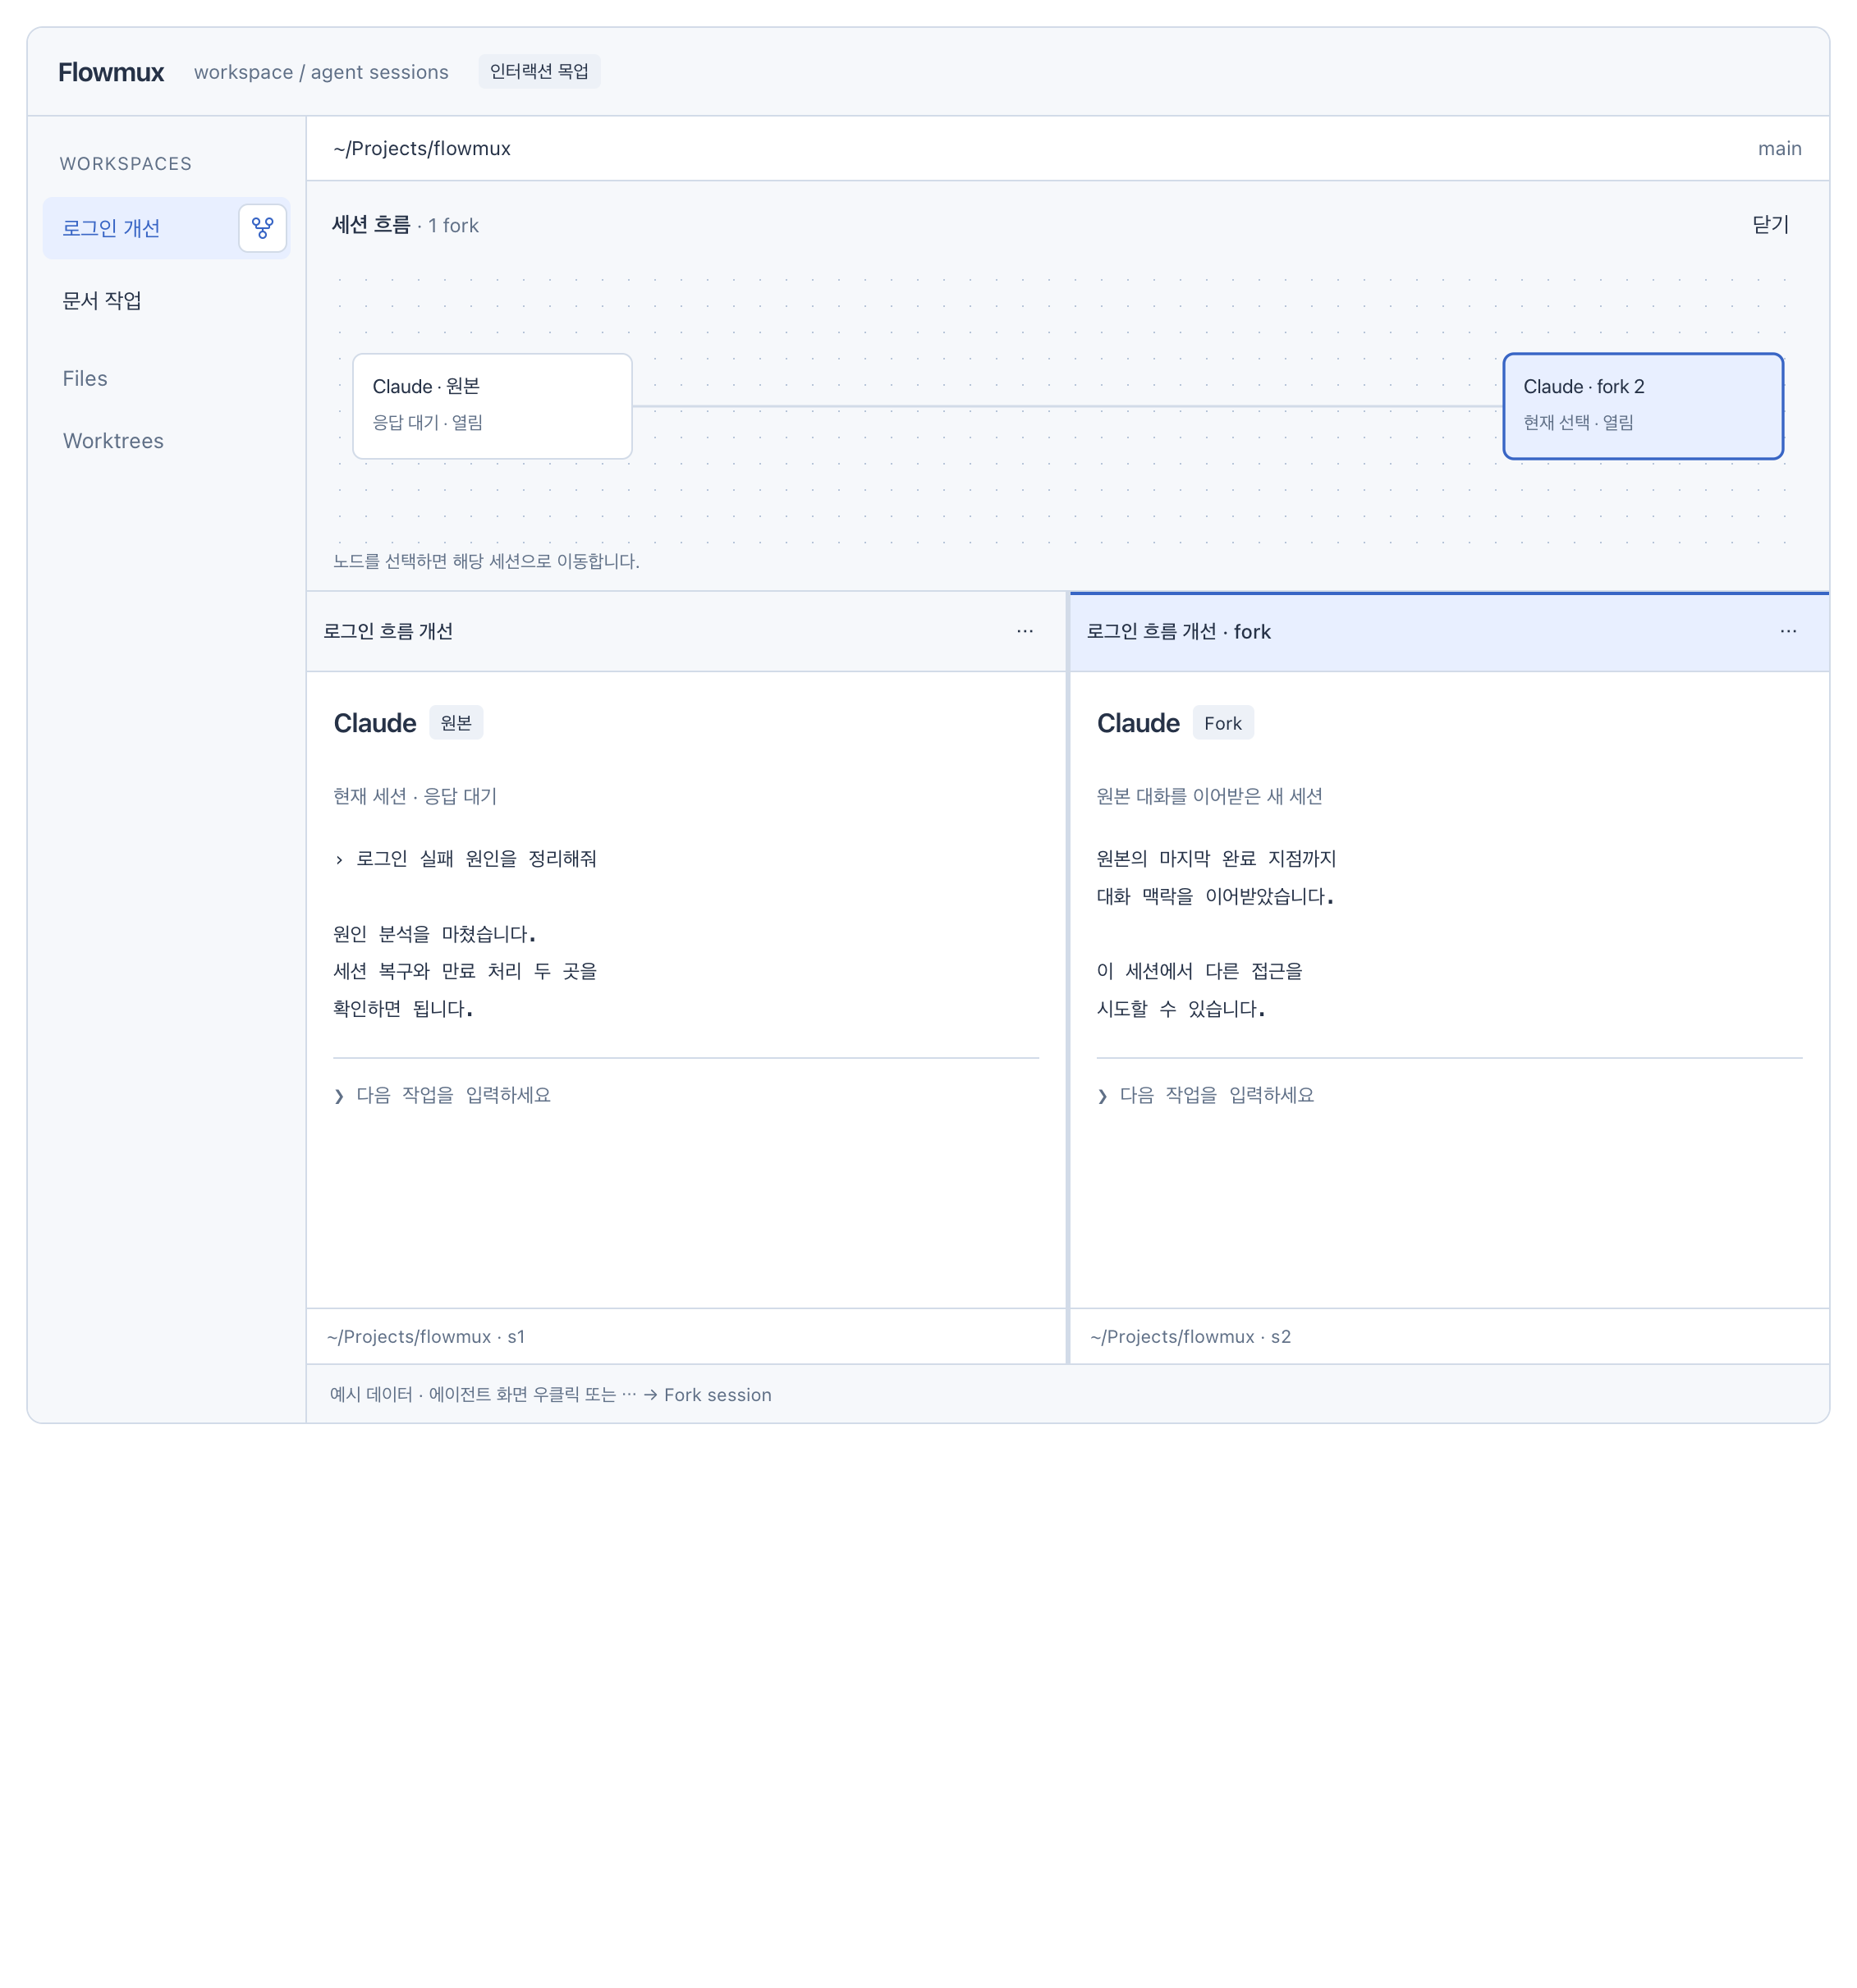 Flowmux workspace / agent sessions 인터랙션 목업
WORKSPACES
로그인 개선
문서 작업
Files
Worktrees
~/Projects/flowmux main
세션 흐름 · 1 fork 닫기
Claude · 원본
응답 대기 · 열림
Claude · fork 2
현재 선택 · 열림
노드를 선택하면 해당 세션으로 이동합니다.
로그인 흐름 개선 ···
Claude 원본
현재 세션 · 응답 대기
› 로그인 실패 원인을 정리해줘
원인 분석을 마쳤습니다.
세션 복구와 만료 처리 두 곳을
확인하면 됩니다.
❯ 다음 작업을 입력하세요
~/Projects/flowmux · s1
로그인 흐름 개선 · fork ···
Claude Fork
원본 대화를 이어받은 새 세션
원본의 마지막 완료 지점까지
대화 맥락을 이어받았습니다.
이 세션에서 다른 접근을
시도할 수 있습니다.
❯ 다음 작업을 입력하세요
~/Projects/flowmux · s2
예시 데이터 · 에이전트 화면 우클릭 또는 ··· → Fork session